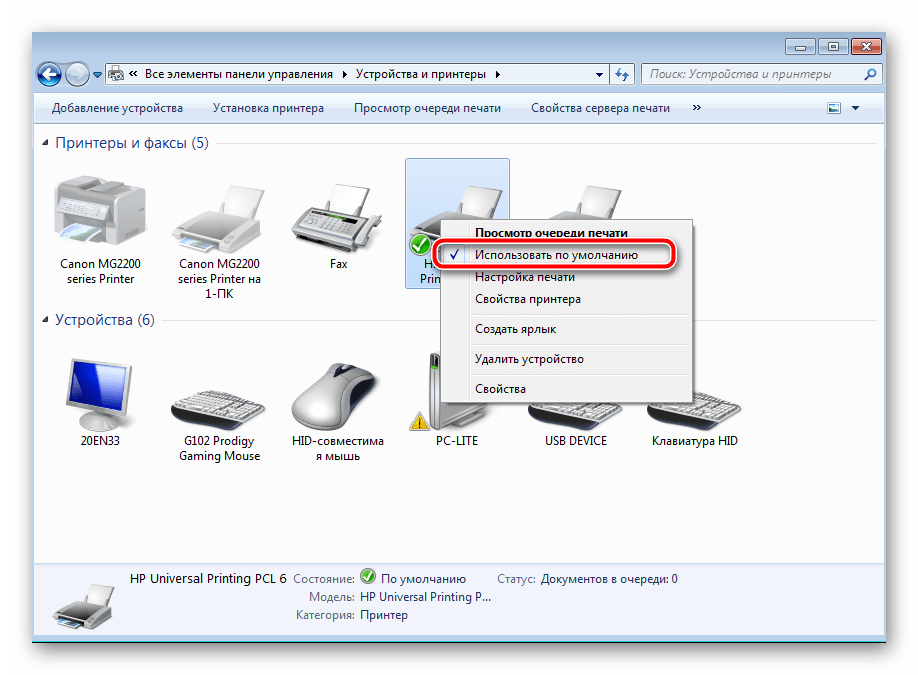 « Все элементы панели управления ▸ Устройства и принтеры ▸
Поиск: Устройства и принтеры
Добавление устройства Установка принтера Просмотр очереди печати Свойства сервера печати »
Принтеры и факсы (5)
Canon MG2200
series Printer
Canon MG2200
series Printer на
1-ПК
Fax
H
Prin
Просмотр очереди печати
Использовать по умолчанию
Настройка печати
Свойства принтера
Создать ярлык
Удалить устройство
Свойства
Устройства (6)
20EN33
G102 Prodigy
Gaming Mouse
HID-совместима
я мышь
PC-LITE
USB DEVICE
Клавиатура HID
HP Universal Printing PCL 6 Состояние: По умолчанию Статус: Документов в очереди: 0
Модель: HP Universal Printing P...
Категория: Принтер